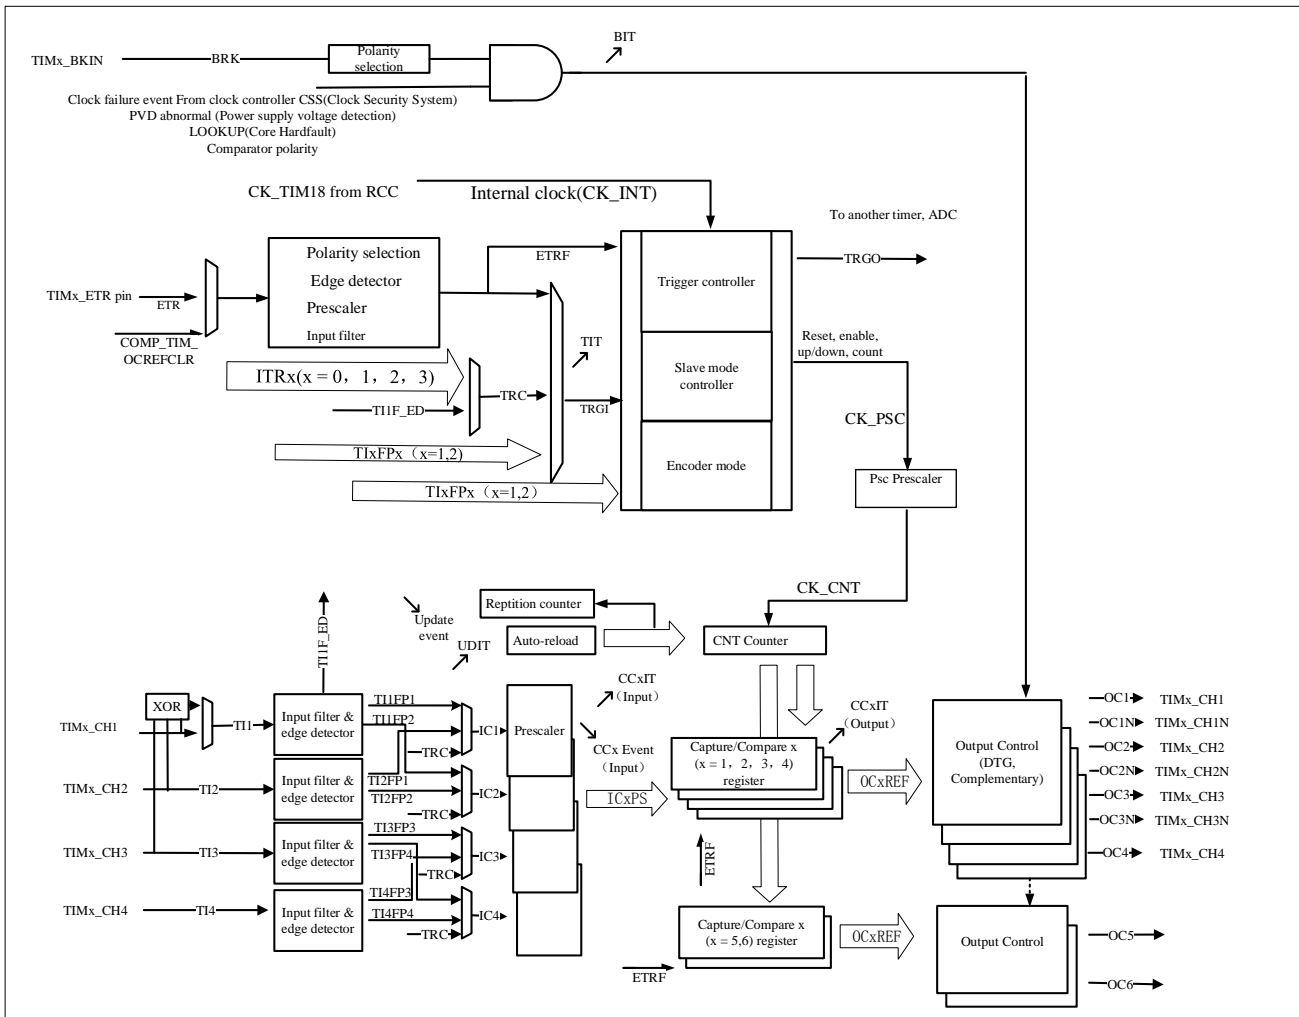 BIT
TIMx_BKIN
BRK
Polarity
selection
Clock failure event From clock controller CSS(Clock Security System)
PVD abnormal (Power supply voltage detection)
LOOKUP(Core Hardfault)
Comparator polarity
CK_TIM18 from RCC
Internal clock(CK_INT)
To another timer, ADC
TRGO
Polarity selection
Edge detector
Prescaler
Input filter
ETRF
TIMx_ETR pin
ETR
COMP_TIM_
OCREFCLR
Trigger controller
Slave mode
controller
Encoder mode
Reset, enable,
up/down, count
TIT
ITRx(x = 0，1，2，3)
TRC
TRGI
TI1F_ED
TIxFPx（x=1,2)
TIxFPx（x=1,2）
CK_PSC
Psc Prescaler
CK_CNT
Reptition counter
Auto-reload
CNT Counter
Update
event
UDIT
TI1F_ED
CCxIT
（Input)
CCx Event
(Input)
CCxIT
（Output)
XOR
TIMx_CH1
TI1
Input filter &
edge detector
TI1FP1
TI1FP2
TRC
IC1
Prescaler
TIMx_CH2
TI2
Input filter &
edge detector
TI2FP1
TI2FP2
TRC
IC2
TIMx_CH3
TI3
Input filter &
edge detector
TI3FP3
TI3FP4
TRC
IC3
TIMx_CH4
TI4
Input filter &
edge detector
TI4FP3
TI4FP4
TRC
IC4
ICxPS
Capture/Compare x
(x = 1，2，3，4)
register
OCxREF
ETRF
Output Control
(DTG,
Complementary)
OC1 TIMx_CH1
OC1N TIMx_CH1N
OC2 TIMx_CH2
OC2N TIMx_CH2N
OC3 TIMx_CH3
OC3N TIMx_CH3N
OC4 TIMx_CH4
Capture/Compare x
(x = 5,6) register
ETRF
OCxREF
Output Control
OC5
OC6